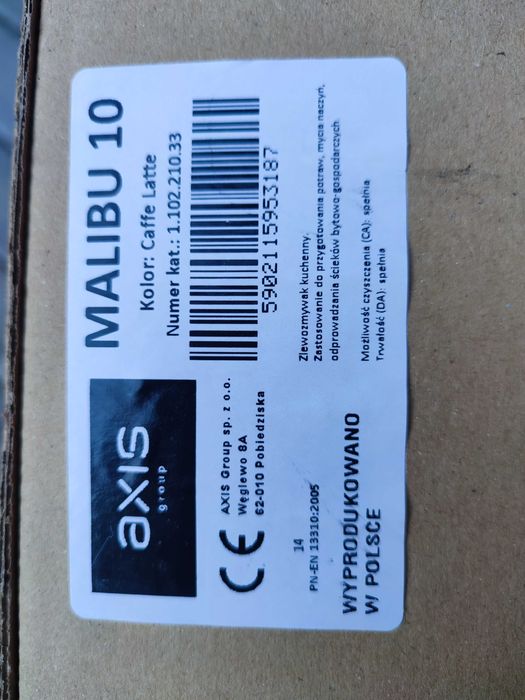 MALIBU 10
Kolor: Caffe Latte
Numer kat.: 1.102.210.33
5902115953187
Zlewozmywak kuchenny.
Zastosowanie do przygotowania potraw, mycia naczyń,
odprowadzania ścieków bytowo-gospodarczych
Możliwość czyszczenia (CA): spełnia
Trwałość (DA): spełnia
axis
group
CE
AXIS Group sp. z o.o.
Węglewo 8A
62-010 Pobiedziska
14
PN-EN 13310:2005
WYPRODUKOWANO
W POLSCE